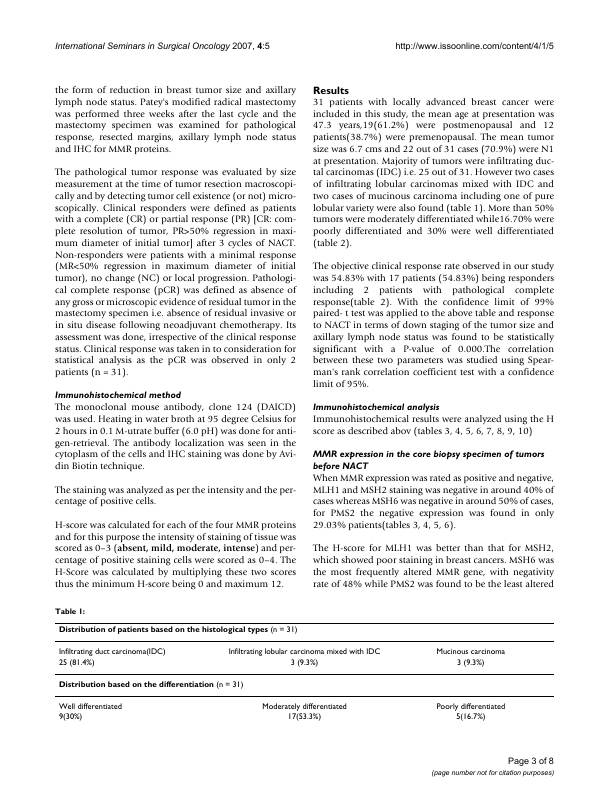 International Seminars in Surgical Oncology 2007, 4:5
http://www.issoonline.com/content/4/1/5
the form of reduction in breast tumor size and axillary
lymph node status. Patey's modified radical mastectomy
was performed three weeks after the last cycle and the
mastectomy specimen was examined for pathological
response, resected margins, axillary lymph node status
and IHC for MMR proteins.
The pathological tumor response was evaluated by size
measurement at the time of tumor resection macroscopi-
cally and by detecting tumor cell existence (or not) micro-
scopically. Clinical responders were defined as patients
with a complete (CR) or partial response (PR) [CR: com-
plete resolution of tumor, PR>50% regression in maxi-
mum diameter of initial tumor] after 3 cycles of NACT.
Non-responders were patients with a minimal response
(MR<50% regression in maximum diameter of initial
tumor), no change (NC) or local progression. Pathologi-
cal complete response (pCR) was defined as absence of
any gross or microscopic evidence of residual tumor in the
mastectomy specimen i.e. absence of residual invasive or
in situ disease following neoadjuvant chemotherapy. Its
assessment was done, irrespective of the clinical response
status. Clinical response was taken in to consideration for
statistical analysis as the pCR was observed in only 2
patients (n = 31).
Immunohistochemical method
The monoclonal mouse antibody, clone 124 (DAICD)
was used. Heating in water broth at 95 degree Celsius for
2 hours in 0.1 M-utrate buffer (6.0 pH) was done for anti-
gen-retrieval. The antibody localization was seen in the
cytoplasm of the cells and IHC staining was done by Avi-
din Biotin technique.
The staining was analyzed as per the intensity and the per-
centage of positive cells.
H-score was calculated for each of the four MMR proteins
and for this purpose the intensity of staining of tissue was
scored as 0–3 (absent, mild, moderate, intense) and per-
centage of positive staining cells were scored as 0–4. The
H-Score was calculated by multiplying these two scores
thus the minimum H-score being 0 and maximum 12.
Results
31 patients with locally advanced breast cancer were
included in this study, the mean age at presentation was
47.3 years,19(61.2%) were postmenopausal and 12
patients(38.7%) were premenopausal. The mean tumor
size was 6.7 cms and 22 out of 31 cases (70.9%) were N1
at presentation. Majority of tumors were infiltrating duc-
tal carcinomas (IDC) i.e. 25 out of 31. However two cases
of infiltrating lobular carcinomas mixed with IDC and
two cases of mucinous carcinoma including one of pure
lobular variety were also found (table 1). More than 50%
tumors were moderately differentiated while16.70% were
poorly differentiated and 30% were well differentiated
(table 2).
The objective clinical response rate observed in our study
was 54.83% with 17 patients (54.83%) being responders
including 2 patients with pathological complete
response(table 2). With the confidence limit of 99%
paired- t test was applied to the above table and response
to NACT in terms of down staging of the tumor size and
axillary lymph node status was found to be statistically
significant with a P-value of 0.000.The correlation
between these two parameters was studied using Spear-
man's rank correlation coefficient test with a confidence
limit of 95%.
Immunohistochemical analysis
Immunohistochemical results were analyzed using the H
score as described abov (tables 3, 4, 5, 6, 7, 8, 9, 10)
MMR expression in the core biopsy specimen of tumors
before NACT
When MMR expression was rated as positive and negative,
MLH1 and MSH2 staining was negative in around 40% of
cases whereas MSH6 was negative in around 50% of cases,
for PMS2 the negative expression was found in only
29.03% patients(tables 3, 4, 5, 6).
The H-score for MLH1 was better than that for MSH2,
which showed poor staining in breast cancers. MSH6 was
the most frequently altered MMR gene, with negativity
rate of 48% while PMS2 was found to be the least altered
Table 1:
Distribution of patients based on the histological types (n = 31)
Infiltrating duct carcinoma(IDC) Infiltrating lobular carcinoma mixed with IDC Mucinous carcinoma
25 (81.4%) 3 (9.3%) 3 (9.3%)
Distribution based on the differentiation (n = 31)
Well differentiated Moderately differentiated Poorly differentiated
9(30%) 17(53.3%) 5(16.7%)
Page 3 of 8
(page number not for citation purposes)